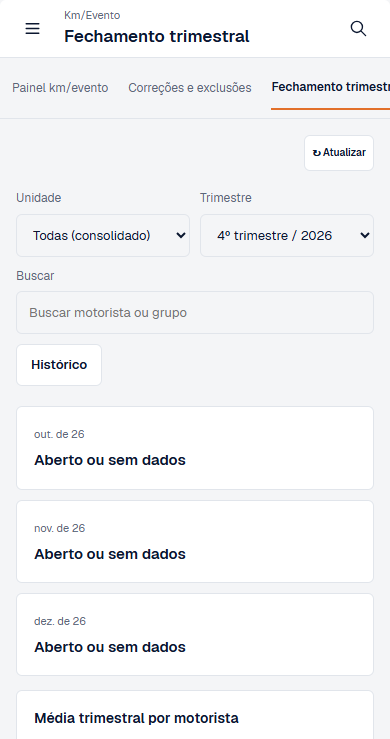 Km/Evento
Fechamento trimestral
Painel km/evento
Correções e exclusões
Fechamento trimestr
↻ Atualizar
Unidade
Trimestre
Todas (consolidado)
4º trimestre / 2026
Buscar
Buscar motorista ou grupo
Histórico
out. de 26
Aberto ou sem dados
nov. de 26
Aberto ou sem dados
dez. de 26
Aberto ou sem dados
Média trimestral por motorista